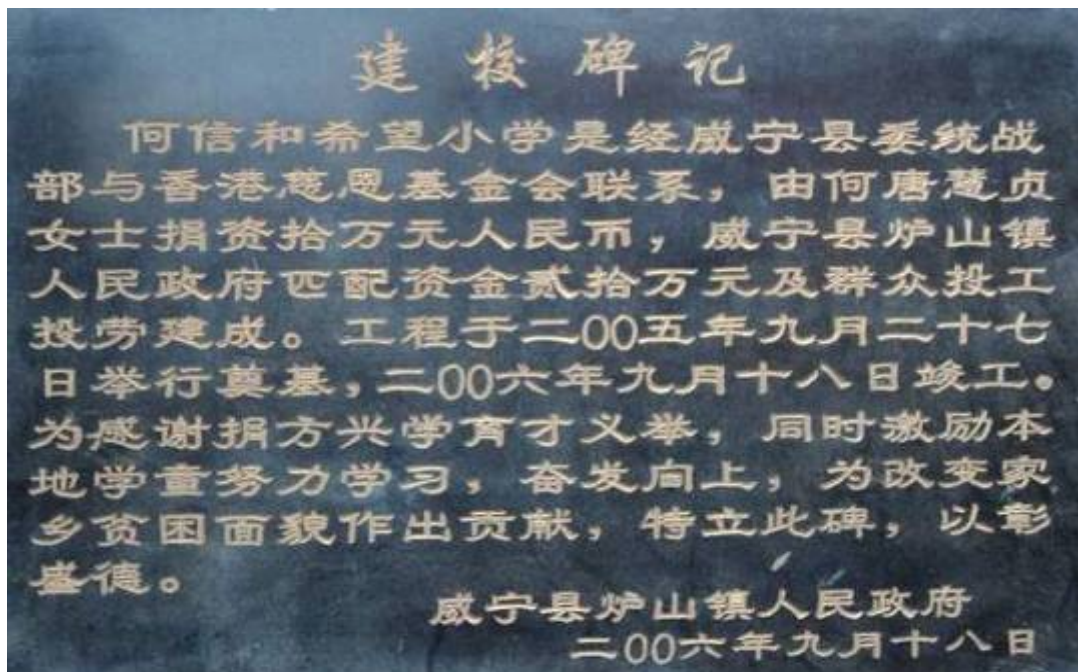 建校碑记
何信和希望小学是经威宁县委统战
部与香港慈恩基金会联系，由何唐慧贞
女士捐资拾万元人民币，威宁县炉山镇
人民政府匹配资金贰拾万元及群众投工
投劳建成。工程于二00五年九月二十七
日举行奠基，二00六年九月十八日竣工。
为感谢捐方兴学育才义举，同时激励本
地学童努力学习，奋发向上，为改变家
乡贫困面貌作出贡献，特立此碑，以彰
盛德。
威宁县炉山镇人民政府
二00六年九月十八日